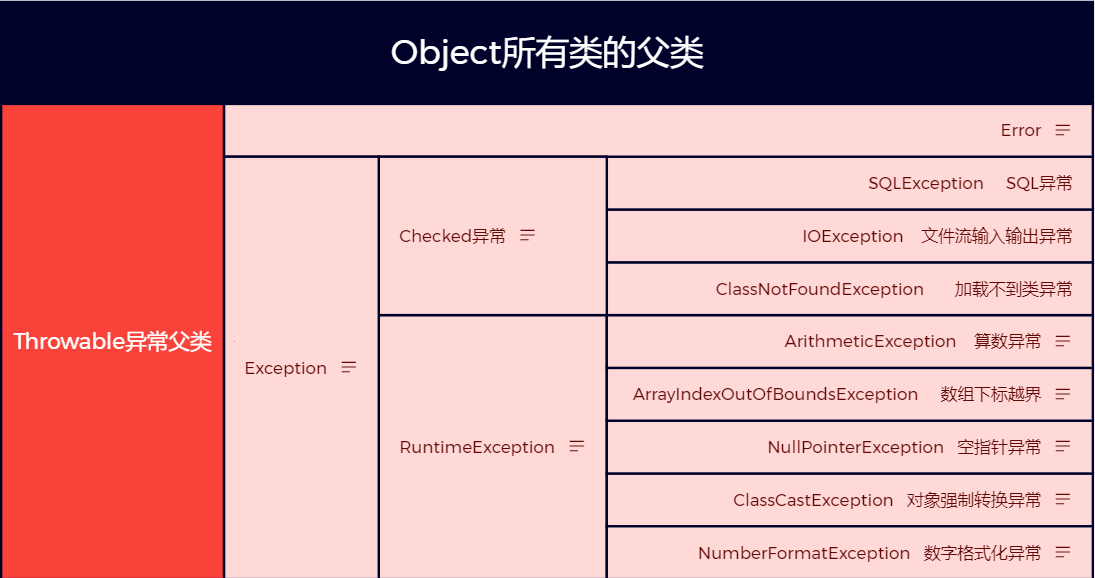 Object所有类的父类
Error
SQLException SQL异常
Checked异常
IOException 文件流输入输出异常
ClassNotFoundException 加载不到类异常
Throwable异常父类
Exception
ArithmeticException 算数异常
ArrayIndexOutOfBoundsException 数组下标越界
RuntimeException
NullPointerException 空指针异常
ClassCastException 对象强制转换异常
NumberFormatException 数字格式化异常